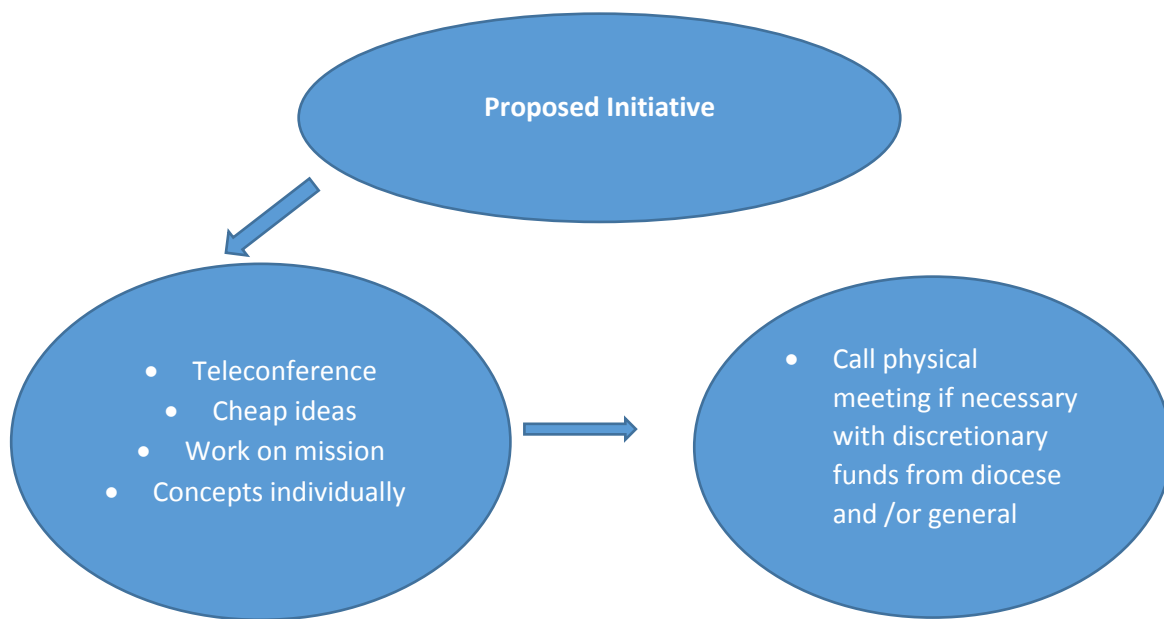 Proposed Initiative
• Teleconference
• Cheap ideas
• Work on mission
• Concepts individually
• Call physical
meeting if necessary
with discretionary
funds from diocese
and /or general